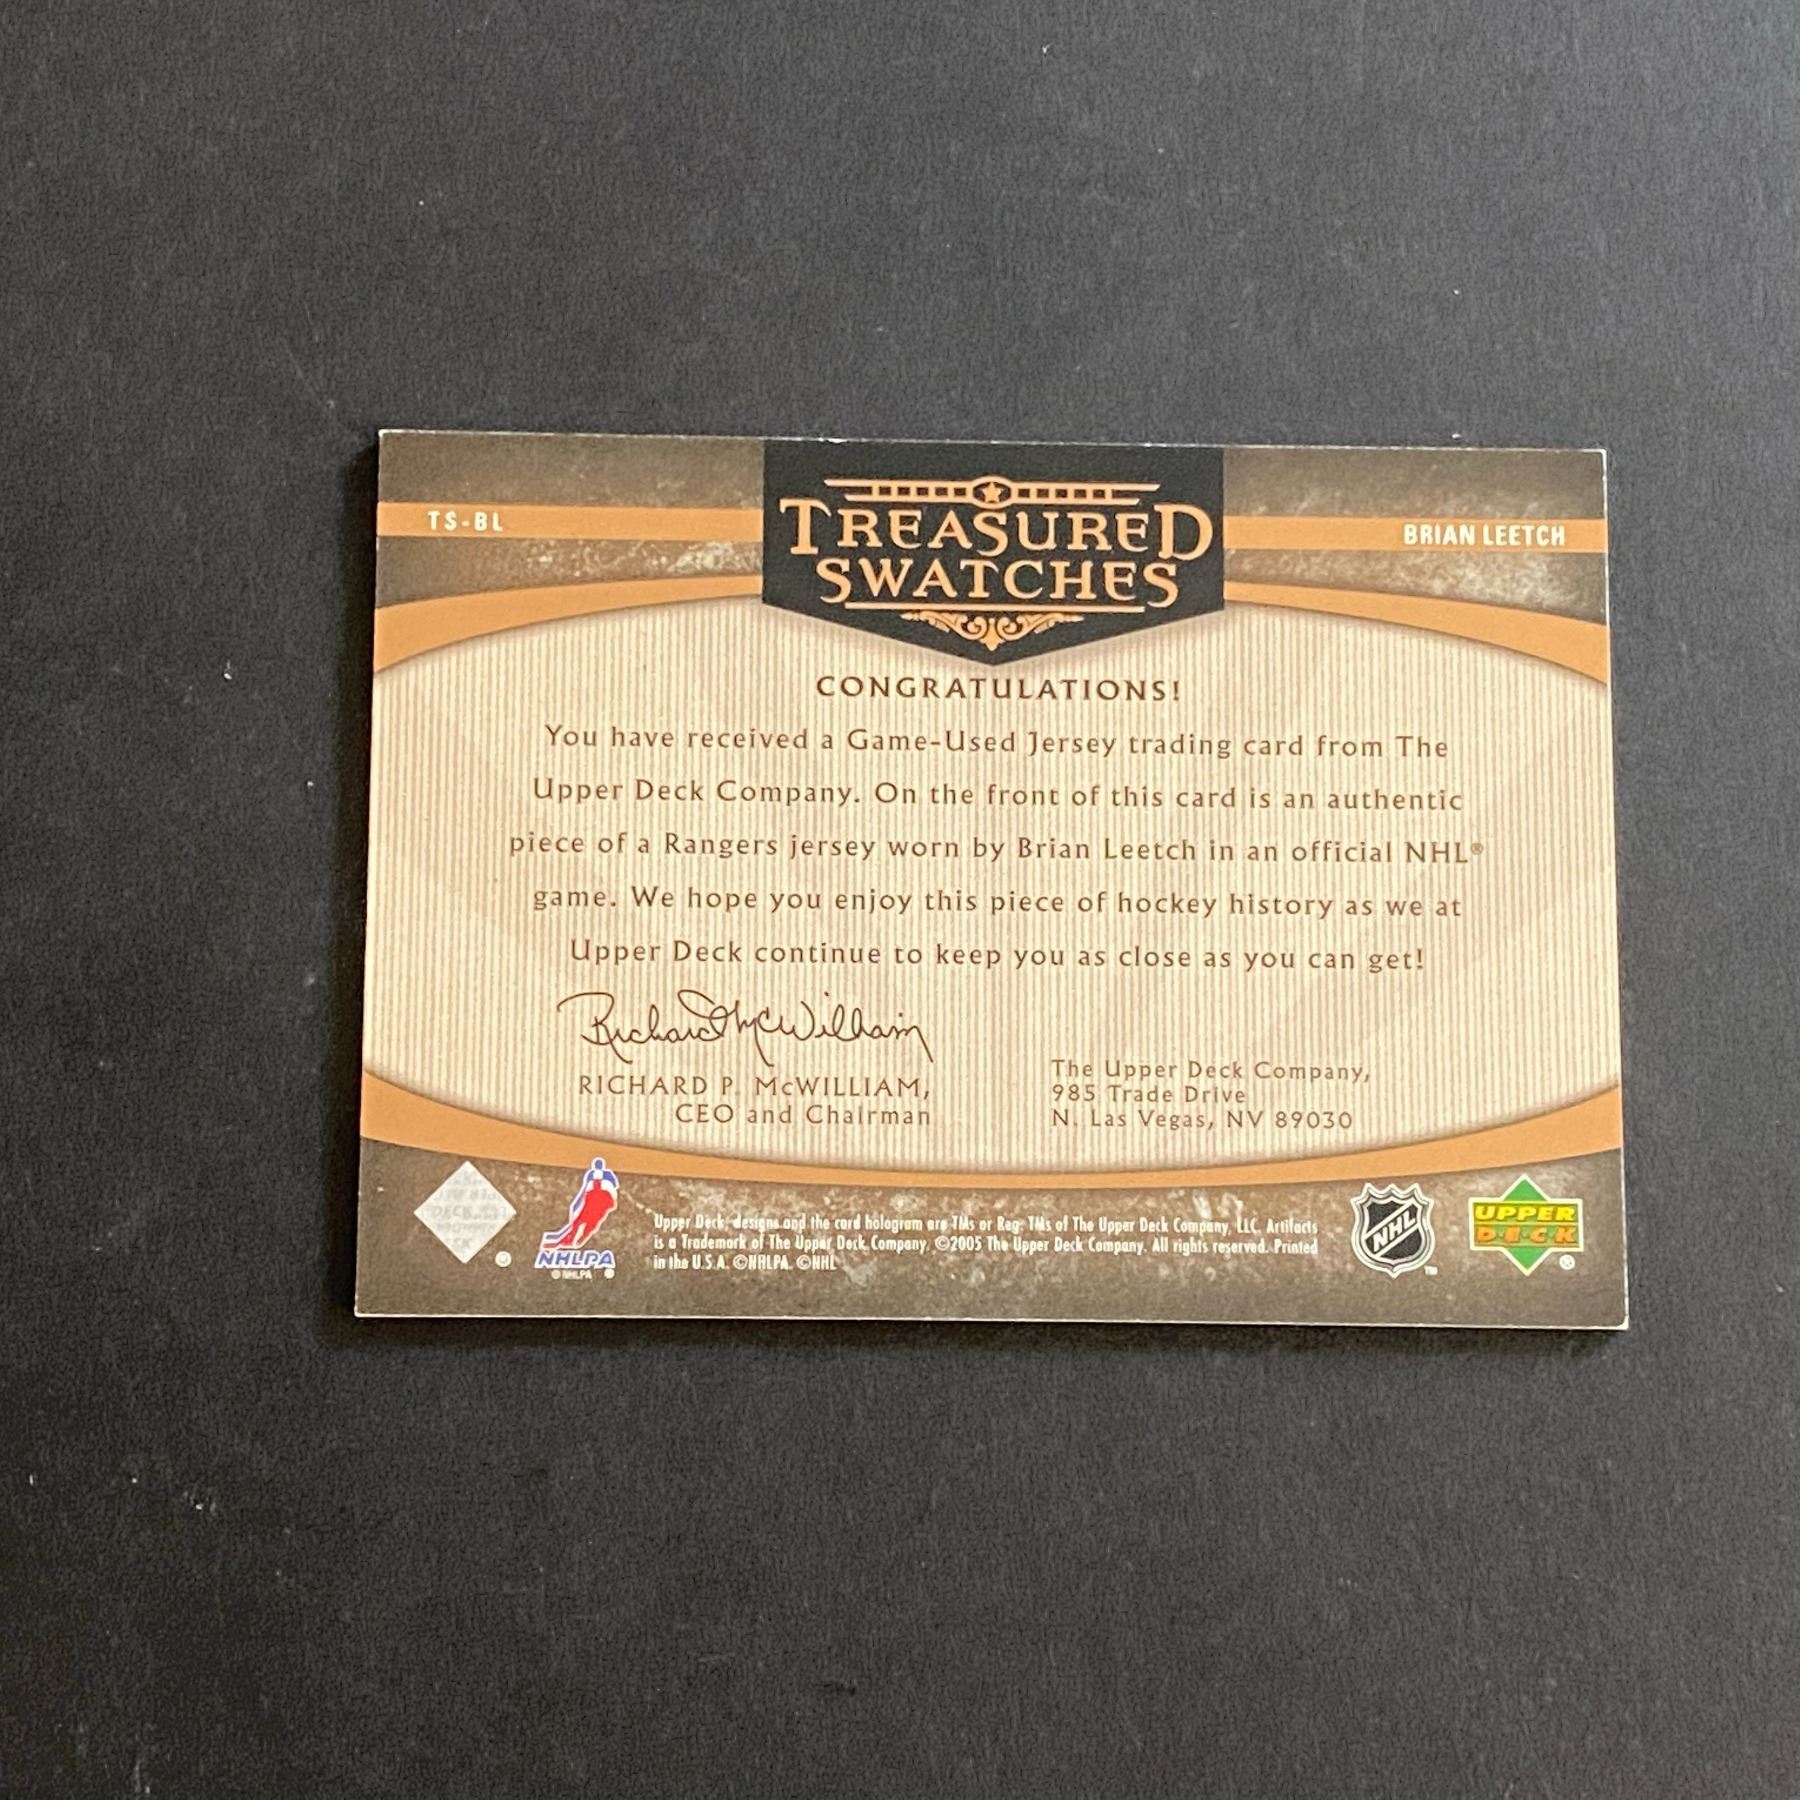 TS-BL
TREASURED
SWATCHES
BRIAN LEETCH
CONGRATULATIONS!
You have received a Game-Used Jersey trading card from The
Upper Deck Company. On the front of this card is an authentic
piece of a Rangers jersey worn by Brian Leetch in an official NHL®
game. We hope you enjoy this piece of hockey history as we at
Upper Deck continue to keep you as close as you can get!
Richard McWilliam
RICHARD P. McWILLIAM,
CEO and Chairman
The Upper Deck Company,
985 Trade Drive
N. Las Vegas, NV 89030
NHLPA
© NHLPA ®
Upper Deck, designs and the card hologram are TMs or Reg. TMs of The Upper Deck Company, LLC. Artifacts
is a Trademark of The Upper Deck Company. ©2005 The Upper Deck Company. All rights reserved. Printed
in the U.S.A. ©NHLPA. ©NHL
NHL
™
UPPER
DECK
®